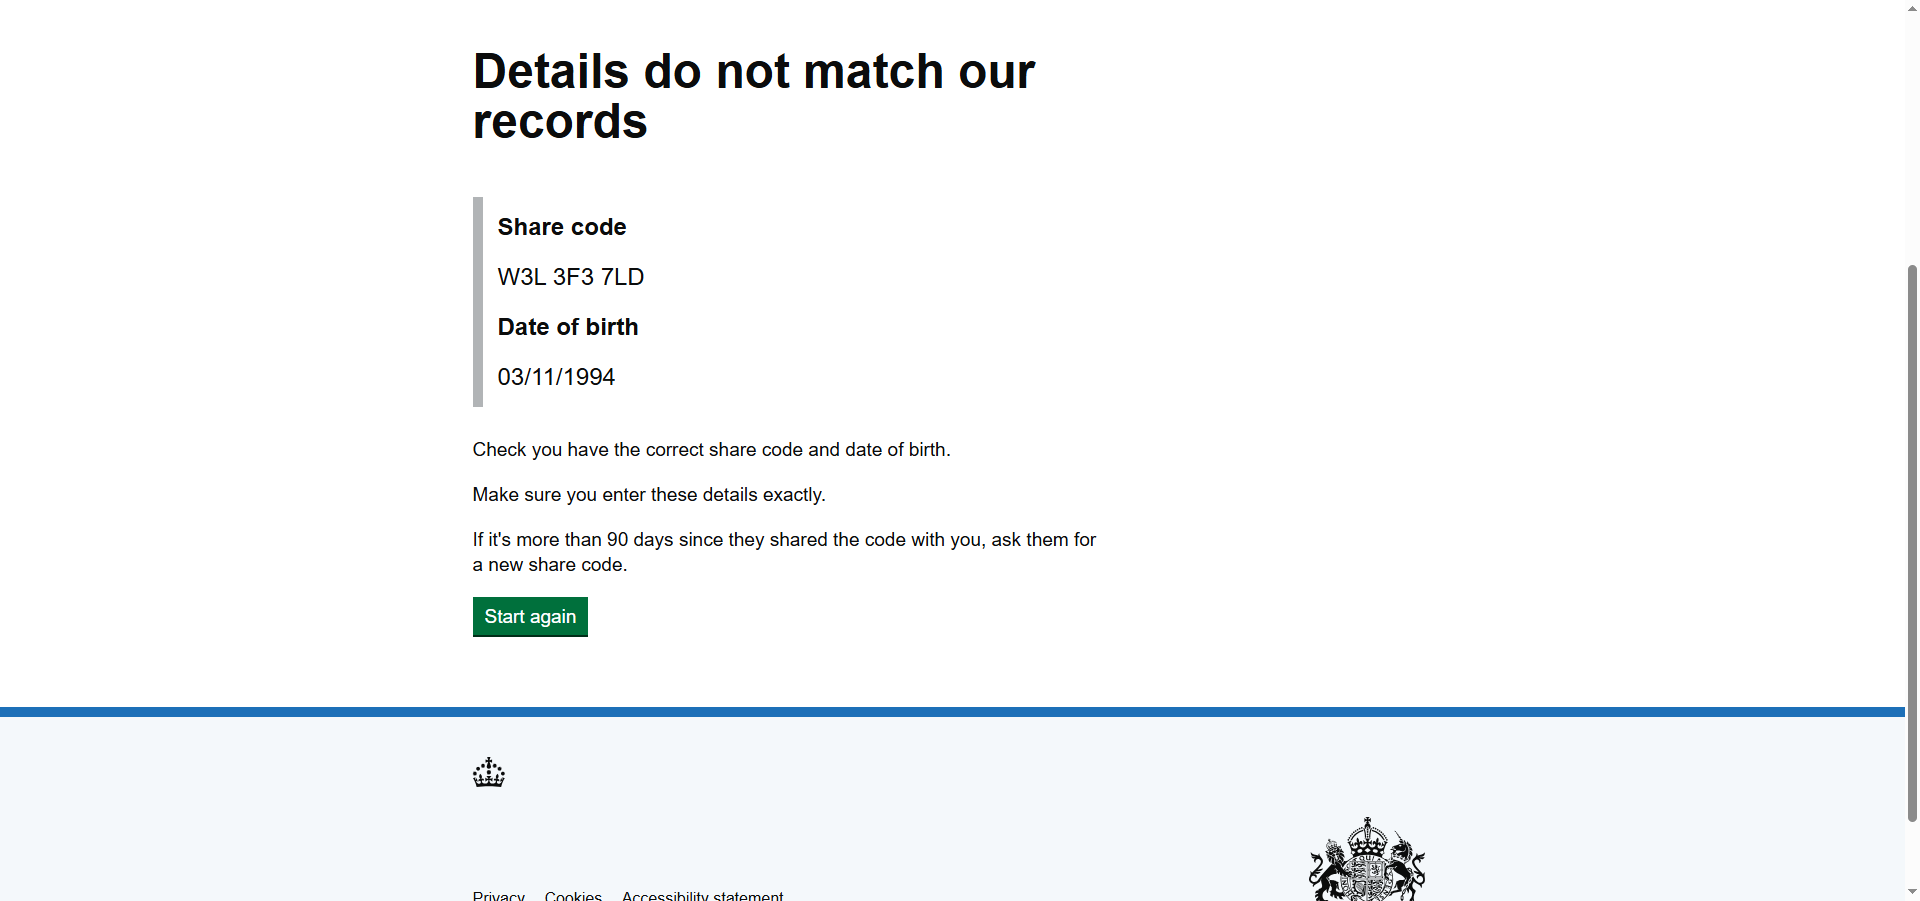 Details do not match our
records
Share code
W3L 3F3 7LD
Date of birth
03/11/1994
Check you have the correct share code and date of birth.
Make sure you enter these details exactly.
If it's more than 90 days since they shared the code with you, ask them for
a new share code.
Start again
Privacy Cookies Accessibility statement